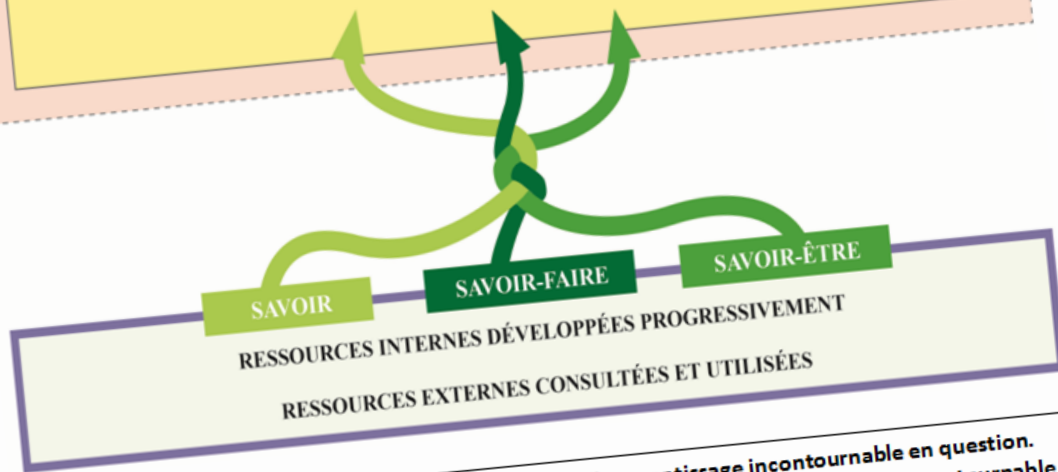 SAVOIR
SAVOIR-FAIRE
SAVOIR-ÊTRE
RESSOURCES INTERNES DÉVELOPPÉES PROGRESSIVEMENT
RESSOURCES EXTERNES CONSULTÉES ET UTILISÉES
incontournable en question.